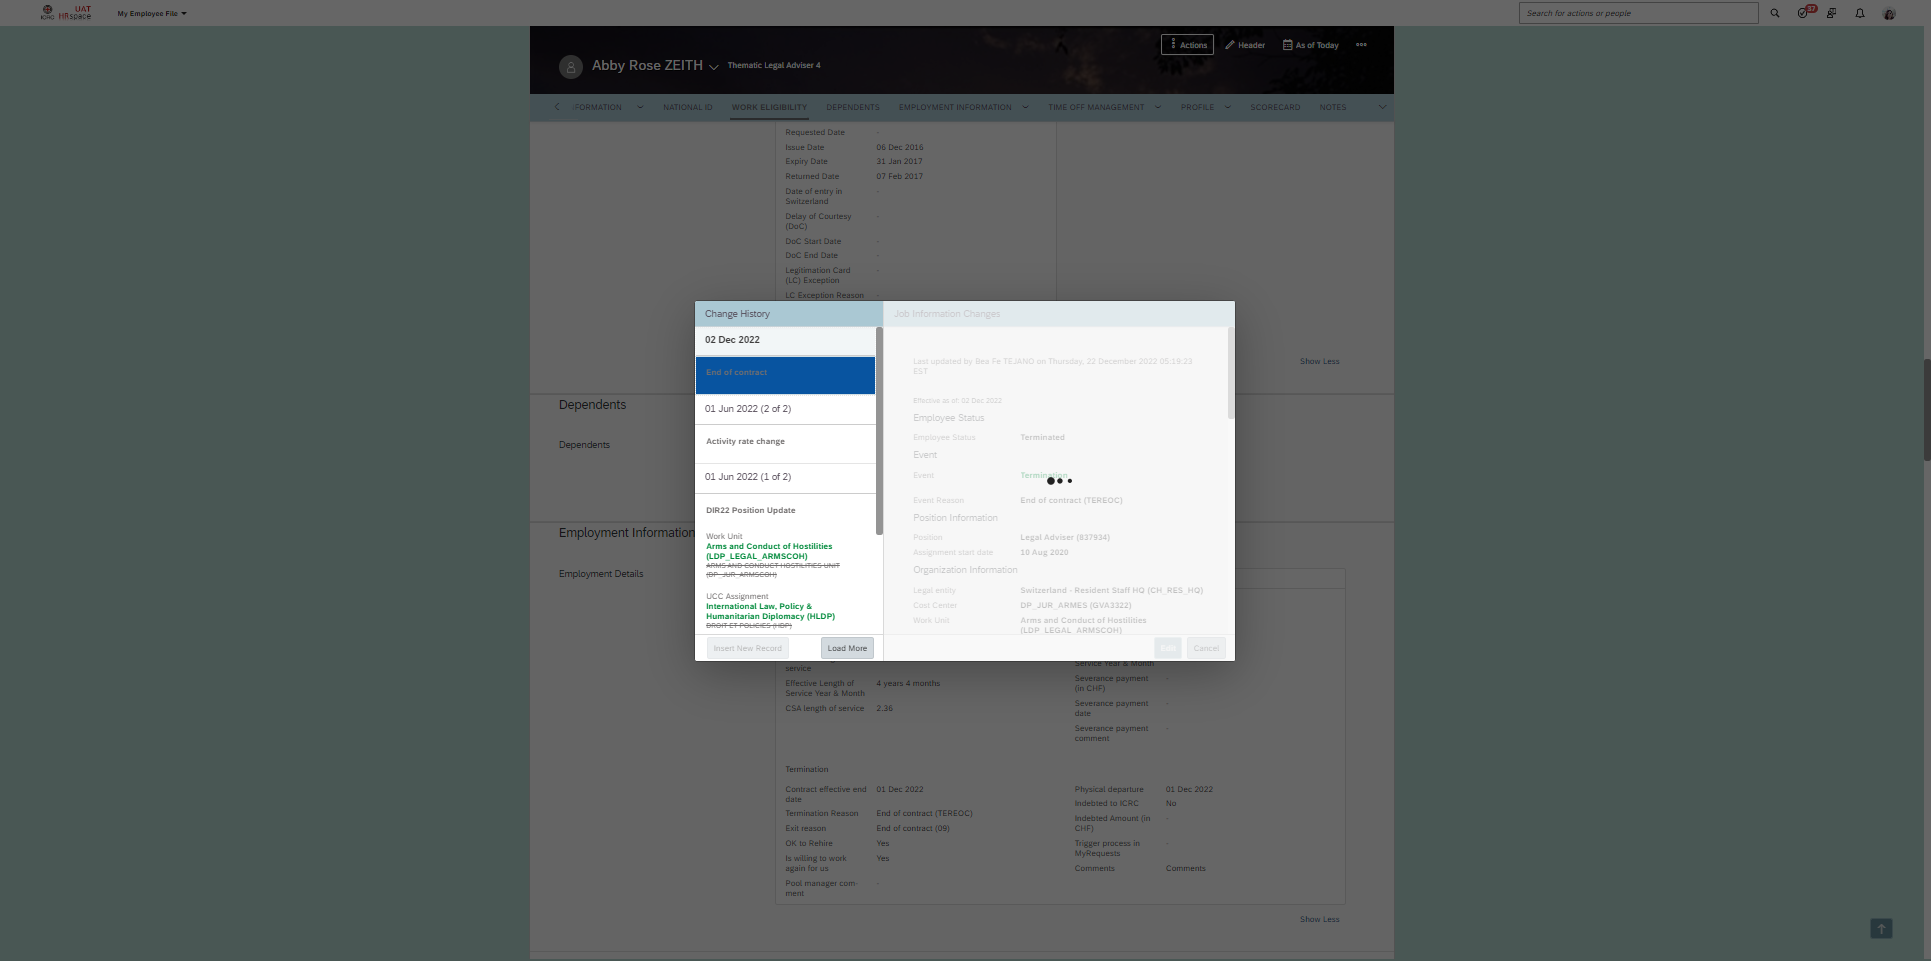 ICRC
UAT
HRspace
My Employee File
Search for actions or people
37
Actions
Header
As of Today
Abby Rose ZEITH
Thematic Legal Adviser 4
FORMATION
NATIONAL ID
WORK ELIGIBILITY
DEPENDENTS
EMPLOYMENT INFORMATION
TIME OFF MANAGEMENT
PROFILE
SCORECARD
NOTES
Requested Date -
Issue Date 06 Dec 2016
Expiry Date 31 Jan 2017
Returned Date 07 Feb 2017
Date of entry in -
Switzerland
Delay of Courtesy -
(DoC)
DoC Start Date -
DoC End Date -
Legitimation Card -
(LC) Exception
LC Exception Reason -
Show Less
Dependents
Dependents
Employment Information
Employment Details
Change History
02 Dec 2022
End of contract
01 Jun 2022 (2 of 2)
Activity rate change
01 Jun 2022 (1 of 2)
DIR22 Position Update
Work Unit
Arms and Conduct of Hostilities
(LDP_LEGAL_ARMSCOH)
ARMS AND CONDUCT HOSTILITIES UNIT
(DP_JUR_ARMSCOH)
UCC Assignment
International Law, Policy &
Humanitarian Diplomacy (HLDP)
DROIT ET POLICIES (HDP)
Insert New Record
Load More
Job Information Changes
Last updated by Bea Fe TEJANO on Thursday, 22 December 2022 05:19:23
EST
Effective as of: 02 Dec 2022
Employee Status
Employee Status Terminated
Event
Event Termination
Event Reason End of contract (TEREOC)
Position Information
Position Legal Adviser (837934)
Assignment start date 10 Aug 2020
Organization Information
Legal entity Switzerland - Resident Staff HQ (CH_RES_HQ)
Cost Center DP_JUR_ARMES (GVA3322)
Work Unit Arms and Conduct of Hostilities
(LDP_LEGAL_ARMSCOH)
Edit
Cancel
service
Effective Length of 4 years 4 months
Service Year & Month
CSA length of service 2.36
Service Year & Month
Severance payment -
(in CHF)
Severance payment -
date
Severance payment -
comment
Termination
Contract effective end 01 Dec 2022
date
Termination Reason End of contract (TEREOC)
Exit reason End of contract (09)
OK to Rehire Yes
Is willing to work Yes
again for us
Pool manager com- -
ment
Physical departure 01 Dec 2022
Indebted to ICRC No
Indebted Amount (in -
CHF)
Trigger process in -
MyRequests
Comments Comments
Show Less